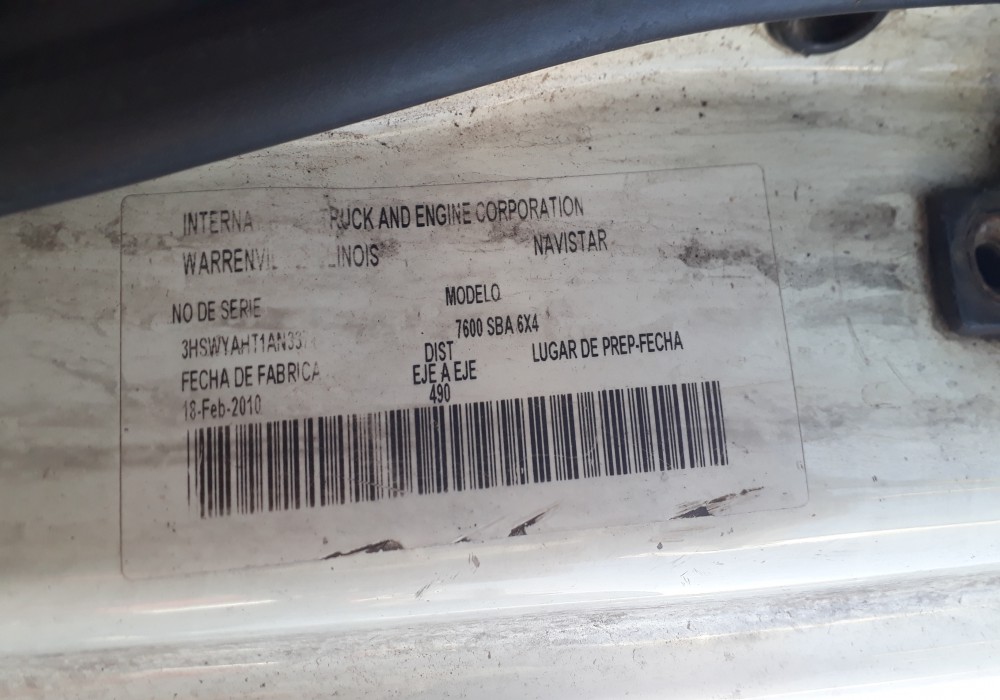 INTERNA RUCK AND ENGINE CORPORATION
WARRENVIL INOIS NAVISTAR
NO DE SERIE MODELO
3HSWYAHT1AN33 7600 SBA 6X4
FECHA DE FABRICA DIST EJE A EJE LUGAR DE PREP-FECHA
18-Feb-2010 490